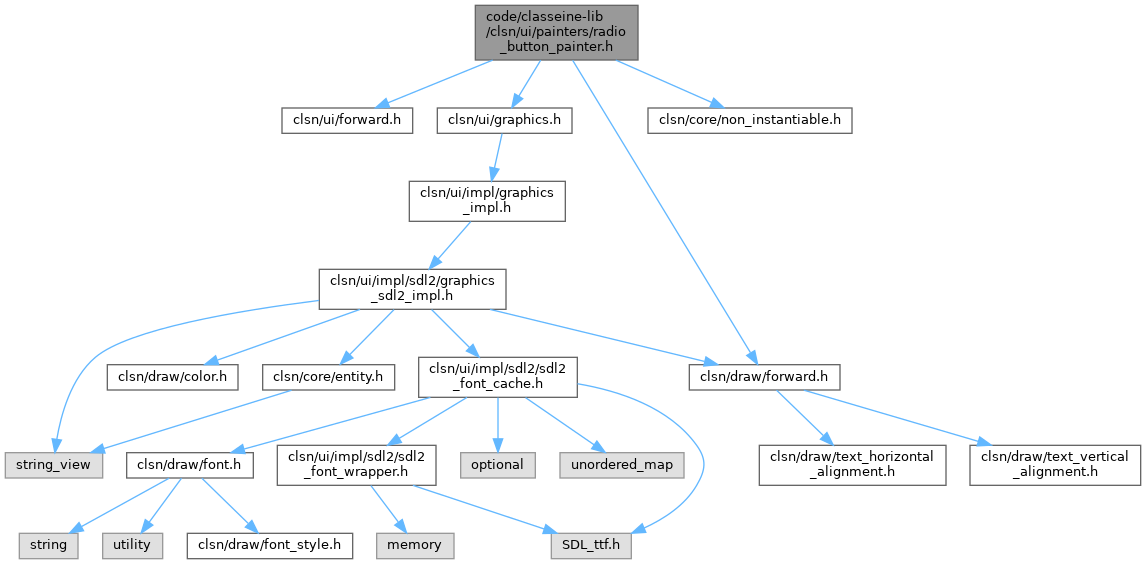 code/classeine-lib
/clsn/ui/painters/radio
_button_painter.h
clsn/ui/forward.h
clsn/ui/graphics.h
clsn/core/non_instantiable.h
clsn/ui/impl/graphics
_impl.h
clsn/ui/impl/sdl2/graphics
_sdl2_impl.h
clsn/draw/color.h
clsn/core/entity.h
clsn/ui/impl/sdl2/sdl2
_font_cache.h
clsn/draw/forward.h
string_view
clsn/draw/font.h
clsn/ui/impl/sdl2/sdl2
_font_wrapper.h
optional
unordered_map
clsn/draw/text_horizontal
_alignment.h
clsn/draw/text_vertical
_alignment.h
string
utility
clsn/draw/font_style.h
memory
SDL_ttf.h